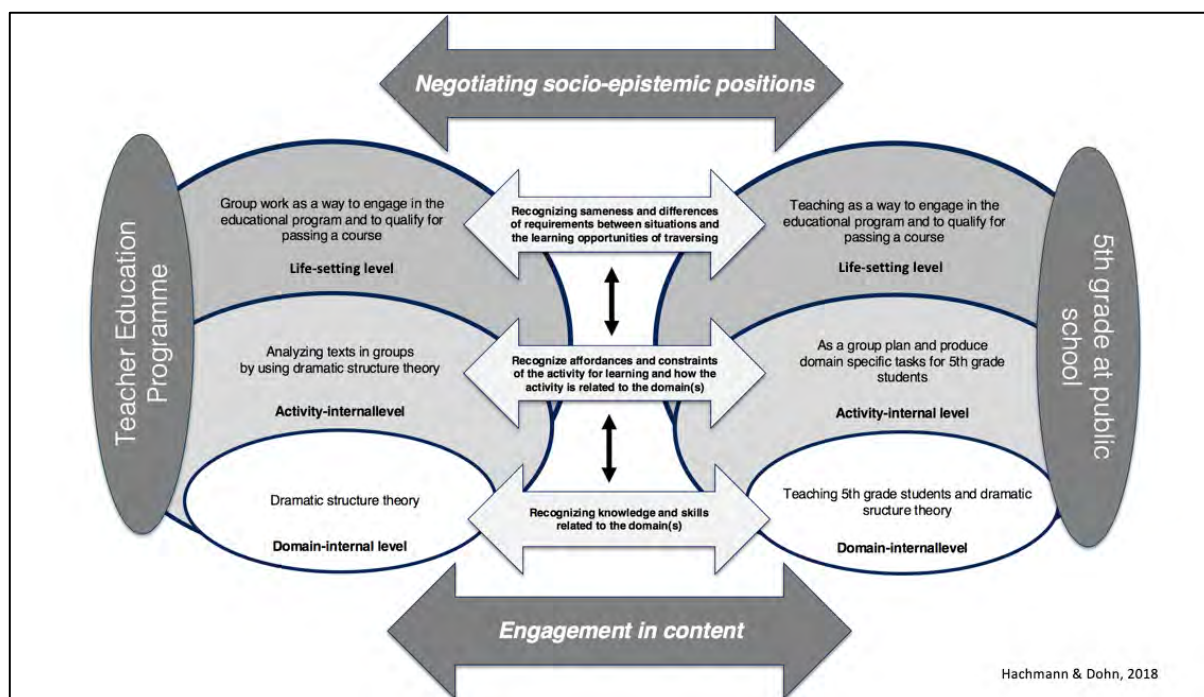 Negotiating socio-epistemic positions
Teacher Education
Programme
Group work as a way to engage in the
educational program and to qualify for
passing a course
Life-setting level
Recognizing sameness and differences
of requirements between situations and
the learning opportunities of traversing
Teaching as a way to engage in the
educational program and to qualify for
passing a course
Life-setting level
5th grade at public
school
Analyzing texts in groups
by using dramatic structure theory
Activity-internallevel
Recognize affordances and constraints
of the activity for learning and how the
activity is related to the domain(s)
As a group plan and produce
domain specific tasks for 5th grade
students
Activity-internal level
Dramatic structure theory
Domain-internal level
Recognizing knowledge and skills
related to the domain(s)
Teaching 5th grade students and dramatic
sructure theory
Domain-internallevel
Engagement in content
Hachmann & Dohn, 2018